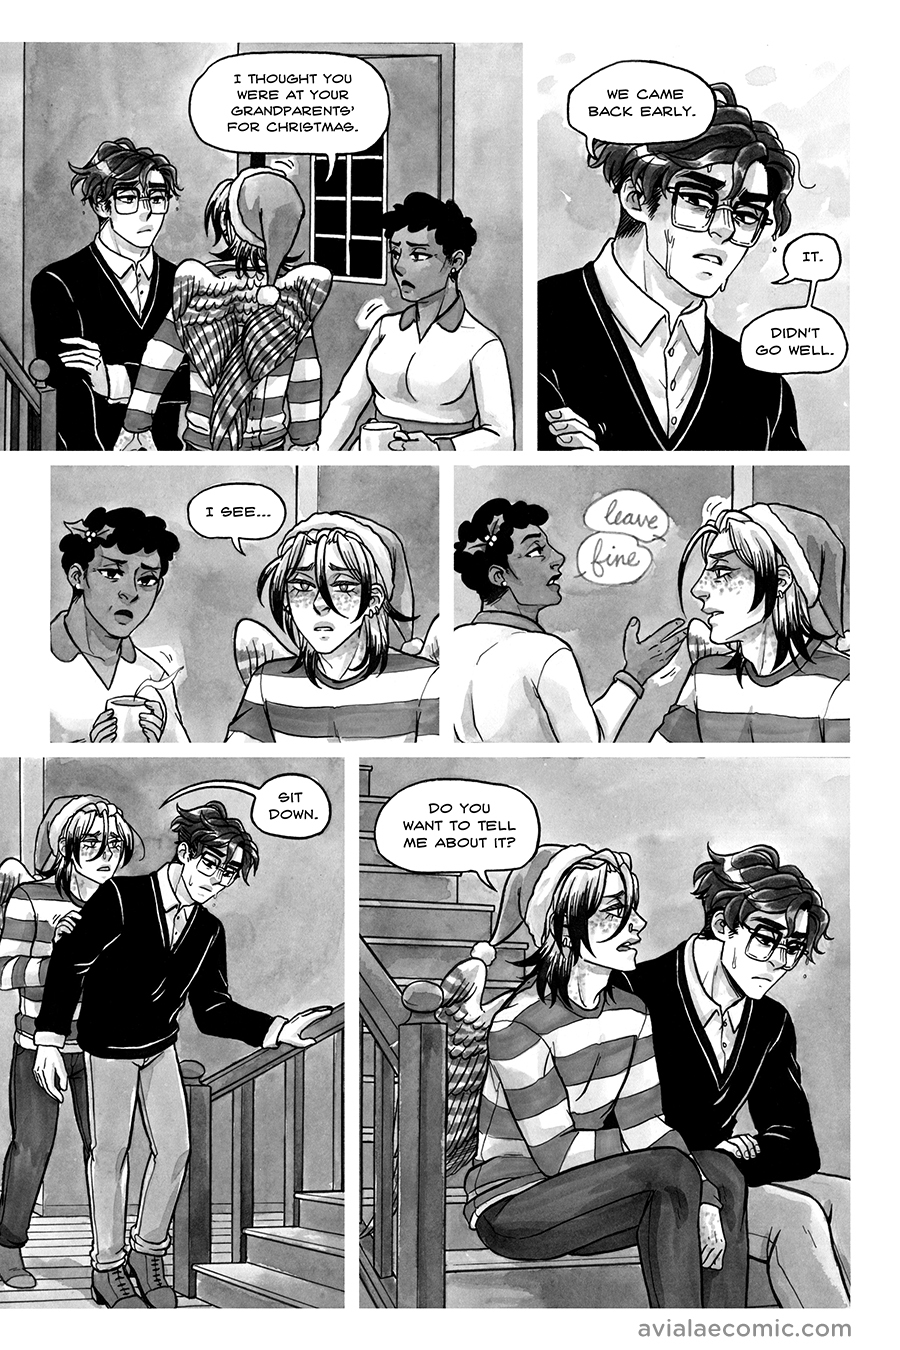 I THOUGHT YOU
WERE AT YOUR
GRANDPARENTS'
FOR CHRISTMAS.
WE CAME
BACK EARLY.
IT.
DIDN'T
GO WELL.
I SEE...
leave
fine
SIT
DOWN.
DO YOU
WANT TO TELL
ME ABOUT IT?
avialaecomic.com